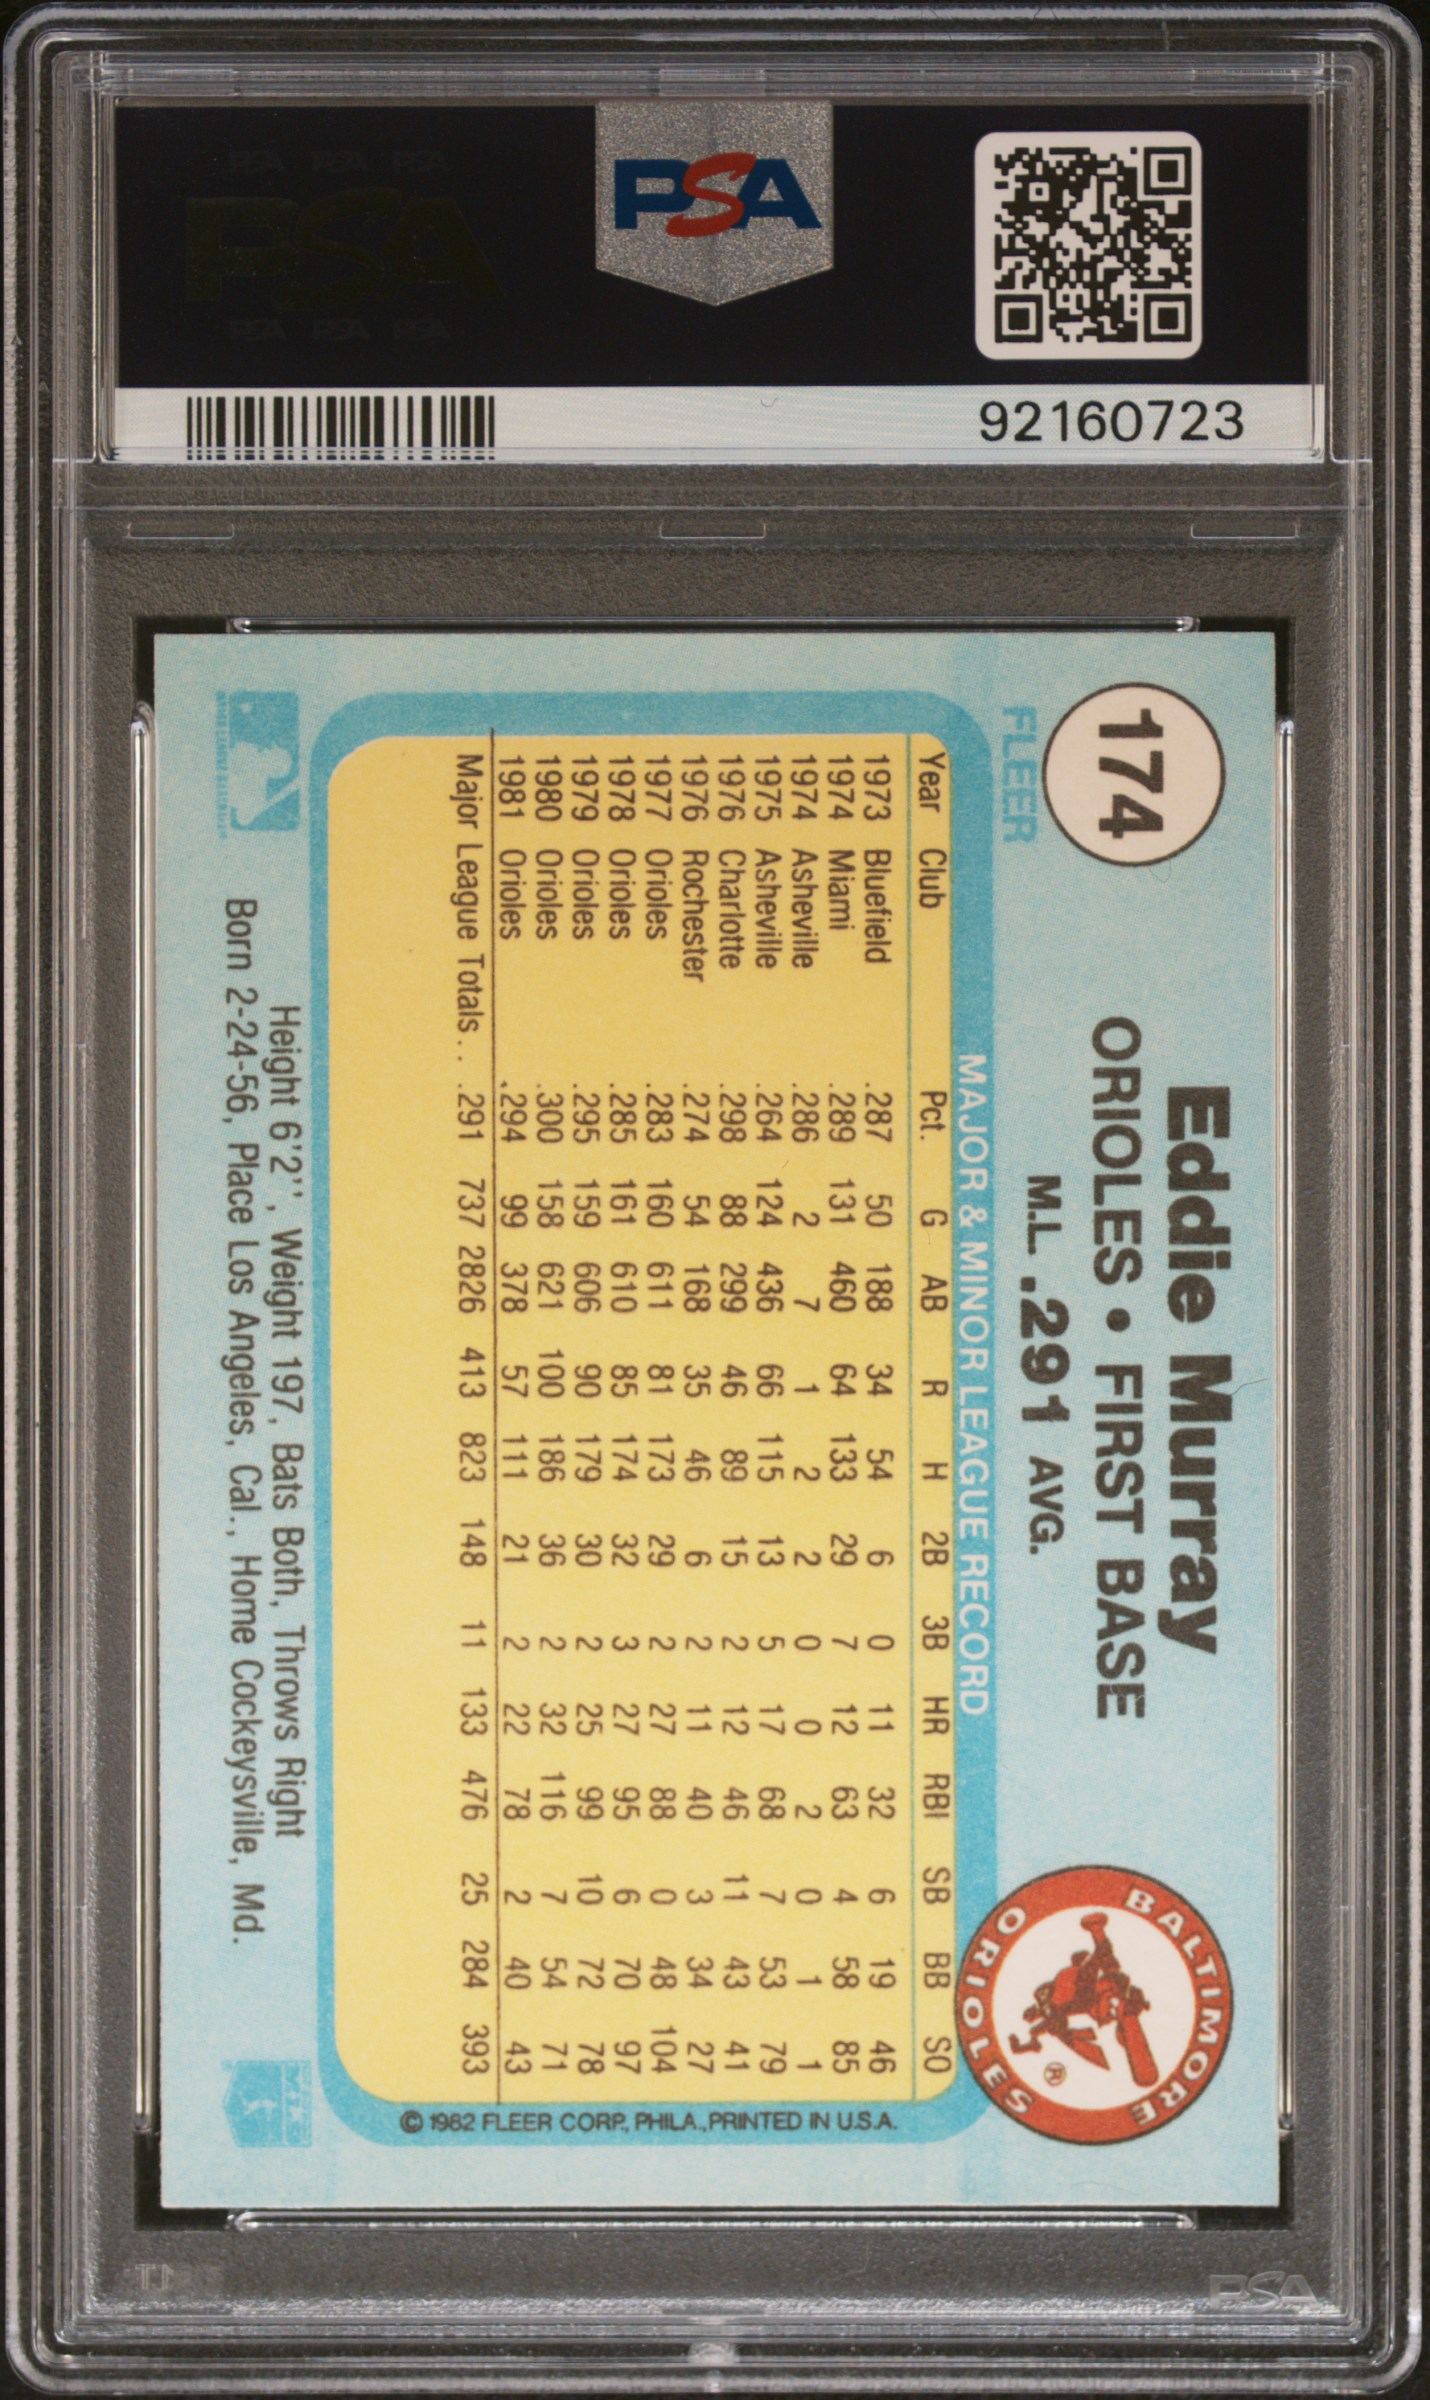 PSA
92160723
174
FLEER
Eddie Murray
ORIOLES • FIRST BASE
M.L. .291 AVG.
BALTIMORE ORIOLES ®
MAJOR & MINOR LEAGUE RECORD
Year Club Pct. G AB R H 2B 3B HR RBI SB BB SO
1973 Bluefield .287 50 188 34 54 6 0 11 32 6 19 46
1974 Miami .289 131 460 64 133 29 7 12 63 4 58 85
1974 Asheville .286 2 7 1 2 2 0 0 2 0 1 1
1975 Asheville .264 124 436 66 115 13 5 17 68 7 53 79
1976 Charlotte .298 88 299 46 89 15 2 12 46 11 43 41
1976 Rochester .274 54 168 35 46 6 2 11 40 3 34 27
1977 Orioles .283 160 611 81 173 29 2 27 88 0 48 104
1978 Orioles .285 161 610 85 174 32 3 27 95 6 70 97
1979 Orioles .295 159 606 90 179 30 2 25 99 10 72 78
1980 Orioles .300 158 621 100 186 36 2 32 116 7 54 71
1981 Orioles .294 99 378 57 111 21 2 22 78 2 40 43
Major League Totals. . .291 737 2826 413 823 148 11 133 476 25 284 393
© 1982 FLEER CORP., PHILA., PRINTED IN U.S.A.
Height 6'2'', Weight 197, Bats Both, Throws Right
Born 2-24-56, Place Los Angeles, Cal., Home Cockeysville, Md.
PSA